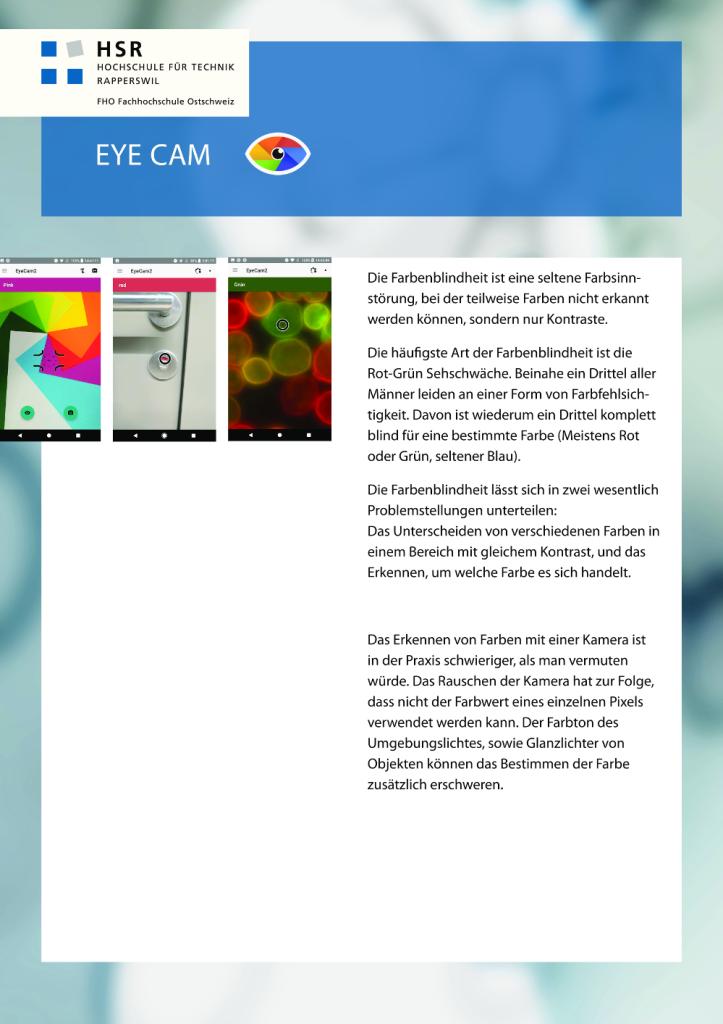 HSR
HOCHSCHULE FÜR TECHNIK
RAPPERSWIL
FHO Fachhochschule Ostschweiz
EYE CAM
EyeCam2
Pink
EyeCam2
red
EyeCam2
Grün
Die Farbenblindheit ist eine seltene Farbsinn-
störung, bei der teilweise Farben nicht erkannt
werden können, sondern nur Kontraste.
Die häufigste Art der Farbenblindheit ist die
Rot-Grün Sehschwäche. Beinahe ein Drittel aller
Männer leiden an einer Form von Farbfehlsich-
tigkeit. Davon ist wiederum ein Drittel komplett
blind für eine bestimmte Farbe (Meistens Rot
oder Grün, seltener Blau).
Die Farbenblindheit lässt sich in zwei wesentlich
Problemstellungen unterteilen:
Das Unterscheiden von verschiedenen Farben in
einem Bereich mit gleichem Kontrast, und das
Erkennen, um welche Farbe es sich handelt.
Das Erkennen von Farben mit einer Kamera ist
in der Praxis schwieriger, als man vermuten
würde. Das Rauschen der Kamera hat zur Folge,
dass nicht der Farbwert eines einzelnen Pixels
verwendet werden kann. Der Farbton des
Umgebungslichtes, sowie Glanzlichter von
Objekten können das Bestimmen der Farbe
zusätzlich erschweren.